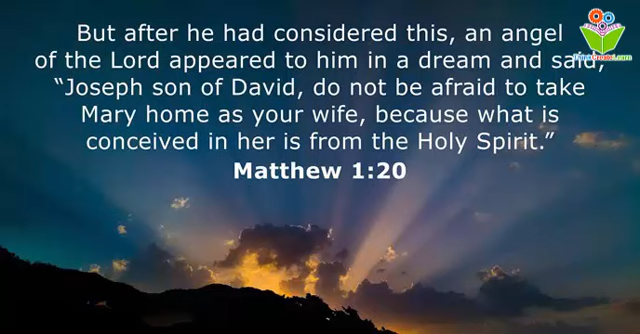 But after he had considered this, an angel
of the Lord appeared to him in a dream and said,
“Joseph son of David, do not be afraid to take
Mary home as your wife, because what is
conceived in her is from the Holy Spirit.”
Matthew 1:20